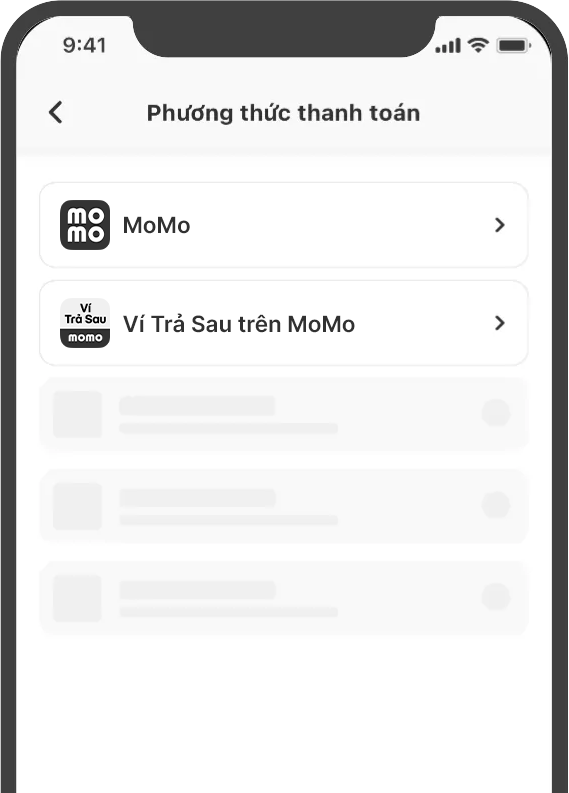 9:41
Phương thức thanh toán
mo
mo
MoMo
Ví
Trả Sau
momo
Ví Trả Sau trên MoMo